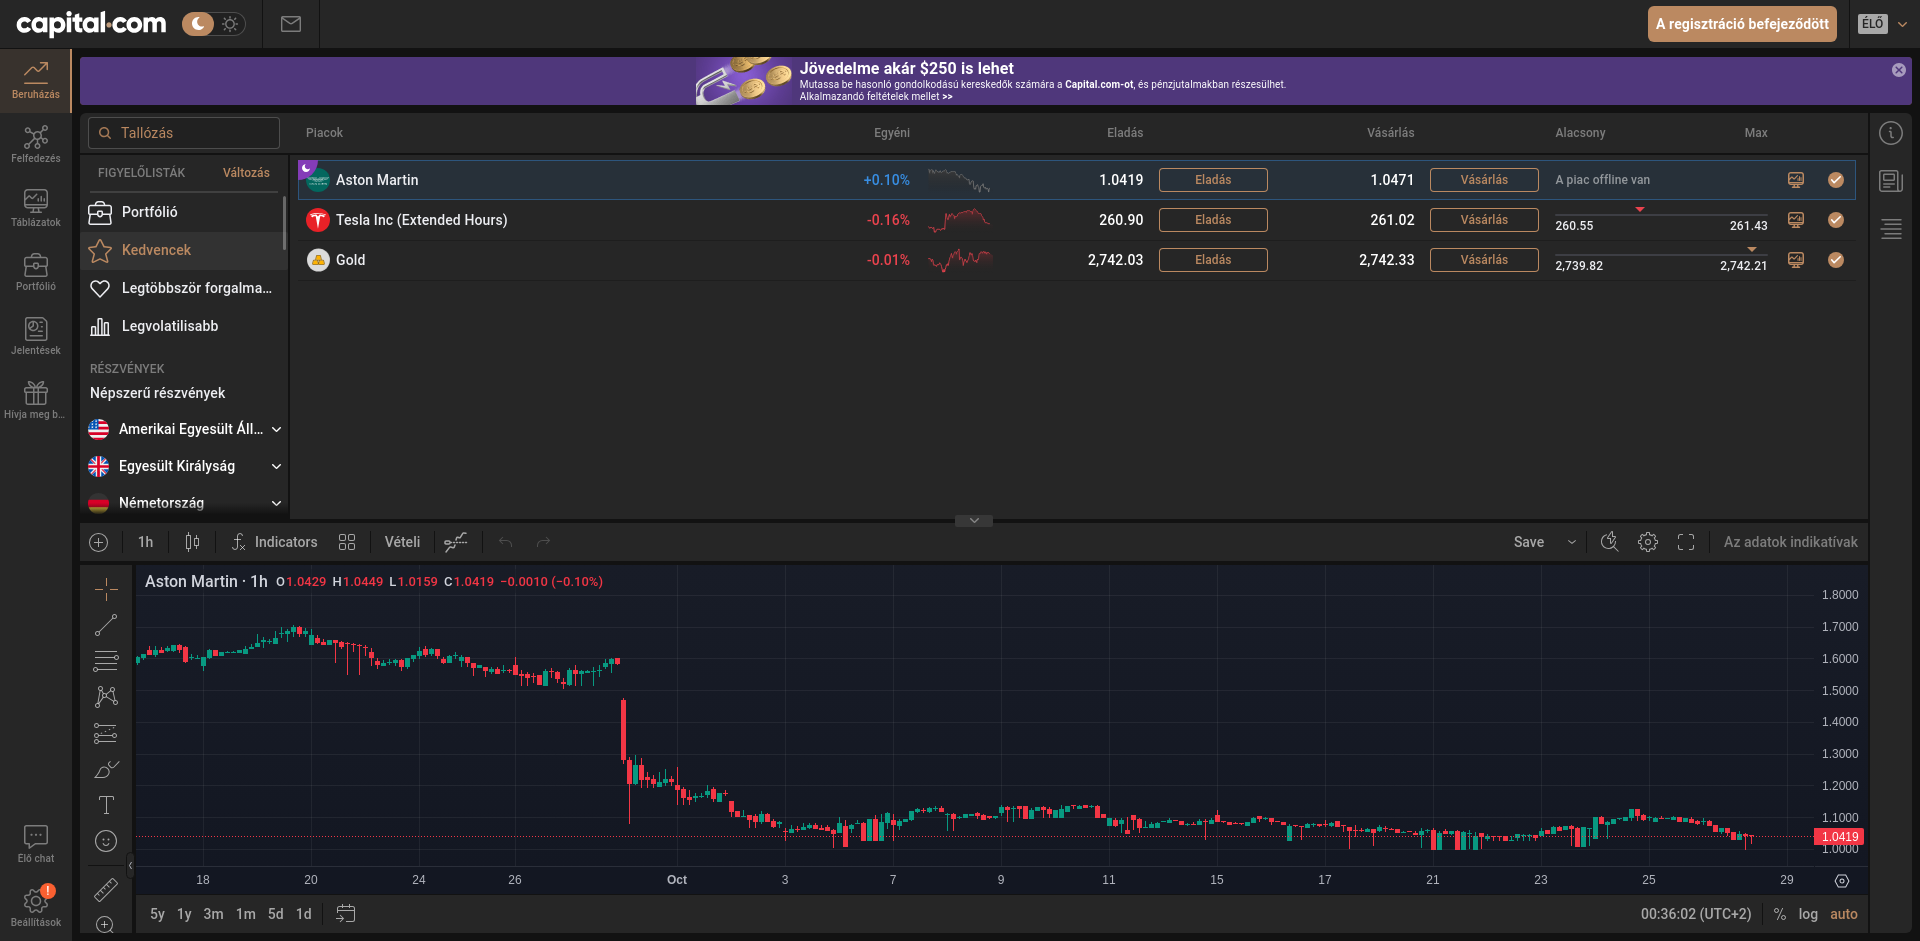 capital.com
A regisztráció befejeződött
ÉLŐ
Beruházás
Felfedezés
Táblázatok
Portfólió
Jelentések
Hívja meg b...
Élő chat
!
Beállítások
Jövedelme akár $250 is lehet
Mutassa be hasonló gondolkodású kereskedők számára a Capital.com-ot, és pénzjutalmakban részesülhet.
Alkalmazandó feltételek mellet >>
Tallózás
Piacok Egyéni Eladás Vásárlás Alacsony Max
FIGYELŐLISTÁK Változás
Portfólió
Kedvencek
Legtöbbször forgalma...
Legvolatilisabb
RÉSZVÉNYEK
Népszerű részvények
Amerikai Egyesült Áll...
Egyesült Királyság
Németország
Aston Martin +0.10% 1.0419 Eladás 1.0471 Vásárlás A piac offline van
Tesla Inc (Extended Hours) -0.16% 260.90 Eladás 261.02 Vásárlás 260.55 261.43
Gold -0.01% 2,742.03 Eladás 2,742.33 Vásárlás 2,739.82 2,742.21
1h Indicators Vételi Save Az adatok indikatívak
Aston Martin · 1h O1.0429 H1.0449 L1.0159 C1.0419 −0.0010 (−0.10%)
1.8000
1.7000
1.6000
1.5000
1.4000
1.3000
1.2000
1.1000
1.0419
1.0000
18 20 24 26 Oct 3 7 9 11 15 17 21 23 25 29
5y 1y 3m 1m 5d 1d 00:36:02 (UTC+2) % log auto